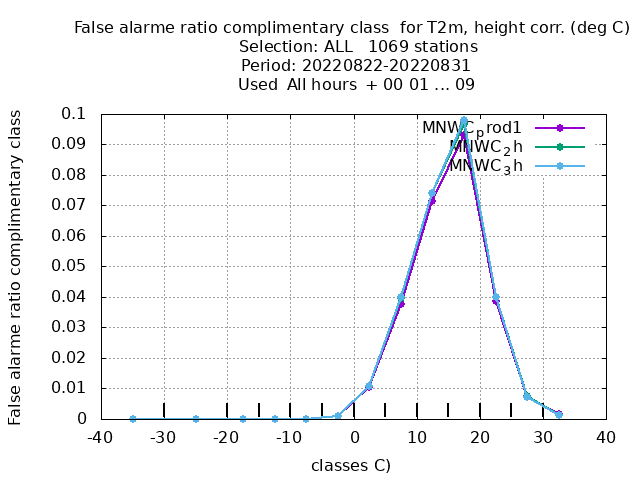 False alarme ratio complimentary class  for T2m, height corr. (deg C)
Selection: ALL   1069 stations
Period: 20220822-20220831
Used  All hours  + 00 01 ... 09
False alarme ratio complimentary class
0.1
0.09
0.08
0.07
0.06
0.05
0.04
0.03
0.02
0.01
0
MNWCprod1
MNWC2h
MNWC3h
-40 -30 -20 -10 0 10 20 30 40
classes C)